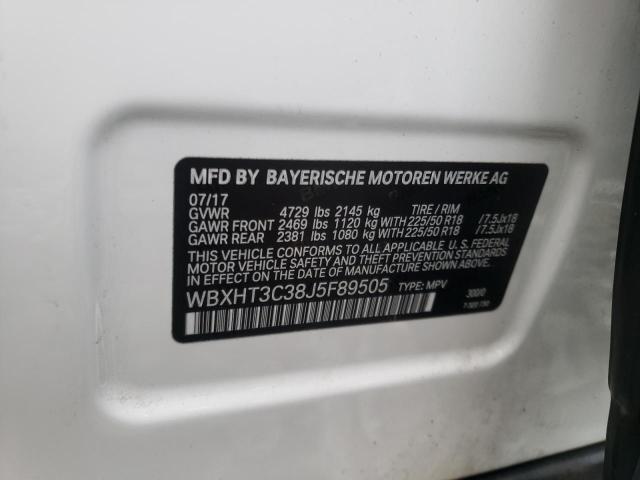 MFD BY BAYERISCHE MOTOREN WERKE AG
07/17
GVWR 4729 lbs 2145 kg TIRE / RIM
GAWR FRONT 2469 lbs 1120 kg WITH 225/50 R18 /7.5Jx18
GAWR REAR 2381 lbs 1080 kg WITH 225/50 R18 /7.5Jx18
THIS VEHICLE CONFORMS TO ALL APPLICABLE U.S. FEDERAL
MOTOR VEHICLE SAFETY AND THEFT PREVENTION STANDARDS
IN EFFECT ON THE DATE OF MANUFACTURE SHOWN ABOVE.
WBXHT3C38J5F89505 TYPE: MPV 300/0